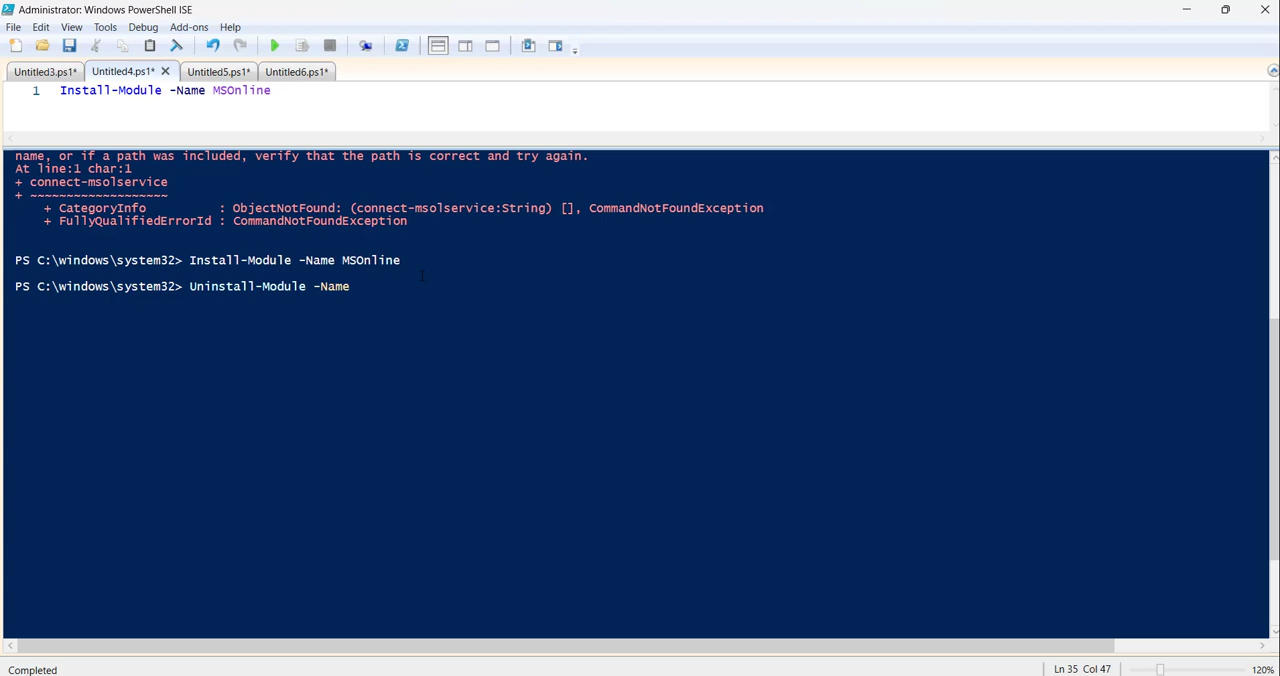 Administrator: Windows PowerShell ISE
File Edit View Tools Debug Add-ons Help
Untitled3.ps1* Untitled4.ps1* Untitled5.ps1* Untitled6.ps1*
1 Install-Module -Name MSOnline
name, or if a path was included, verify that the path is correct and try again.
At line:1 char:1
+ connect-msolservice
+ ~~~~~~~~~~~~~~~~~~~
+ CategoryInfo : ObjectNotFound: (connect-msolservice:String) [], CommandNotFoundException
+ FullyQualifiedErrorId : CommandNotFoundException
PS C:\windows\system32> Install-Module -Name MSOnline
PS C:\windows\system32> Uninstall-Module -Name
Completed Ln 35 Col 47 120%